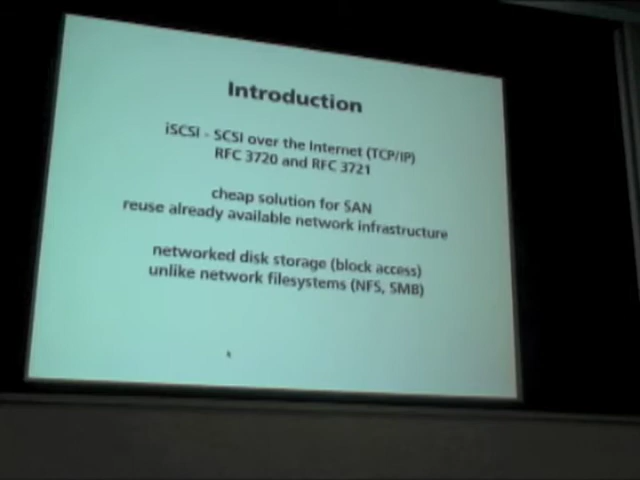 Introduction
iSCSI - SCSI over the Internet (TCP/IP)
RFC 3720 and RFC 3721
cheap solution for SAN
reuse already available network infrastructure
networked disk storage (block access)
unlike network filesystems (NFS, SMB)